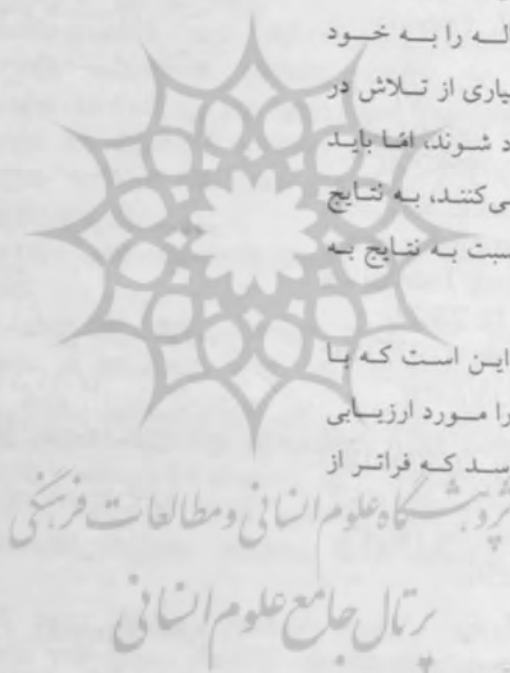 له را به خود
یاری از تلاش در
د شوند، امّا باید
ی‌کنند، به نتایج
سبت به نتایج به
این است که با
را مورد ارزیابی
سد که فراتر از
پژوهشگاه علوم انسانی و مطالعات فرهنگی
پرتال جامع علوم انسانی